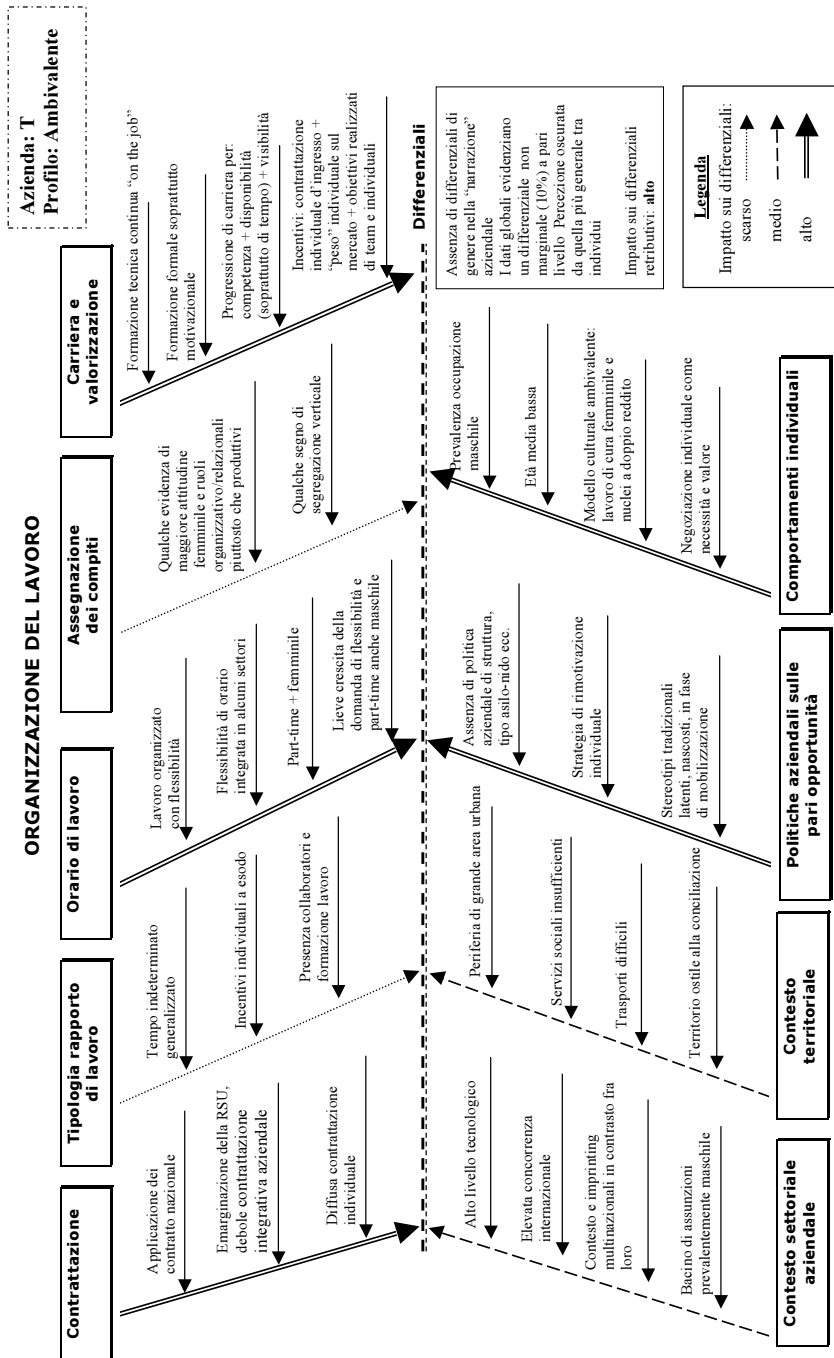 ORGANIZZAZIONE DEL LAVORO
Azienda: T
Profilo: Ambivalente
Contrattazione
Tipologia rapporto
di lavoro
Orario di lavoro
Assegnazione
dei compiti
Carriera e
valorizzazione
Applicazione dei
contratto nazionale
Emarginazione della RSU,
debole contrattazione
integrativa aziendale
Diffusa contrattazione
individuale
Tempo indeterminato
generalizzato
Incentivi individuali a esodo
Presenza collaboratori e
formazione lavoro
Lavoro organizzato
con flessibilità
Flessibilità di orario
integrata in alcuni settori
Part-time + femminile
Lieve crescita della
domanda di flessibilità e
part-time anche maschile
Qualche evidenza di
maggiore attitudine
femminile e ruoli
organizzativo/relazionali
piuttosto che produttivi
Qualche segno di
segregazione verticale
Formazione tecnica continua “on the job”
Formazione formale soprattutto
motivazionale
Progressione di carriera per:
competenza + disponibilità
(soprattutto di tempo) + visibilità
Incentivi: contrattazione
individuale d’ingresso +
“peso” individuale sul
mercato + obiettivi realizzati
di team e individuali
Differenziali
Alto livello tecnologico
Elevata concorrenza
internazionale
Contesto e imprinting
multinazionali in contrasto fra
loro
Bacino di assunzioni
prevalentemente maschile
Periferia di grande area urbana
Servizi sociali insufficienti
Trasporti difficili
Territorio ostile alla conciliazione
Assenza di politica
aziendale di struttura,
tipo asilo-nido ecc.
Strategia di rimotivazione
individuale
Stereotipi tradizionali
latenti, nascosti, in fase
di mobilizzazione
Prevalenza occupazione
maschile
Età media bassa
Modello culturale ambivalente:
lavoro di cura femminile e
nuclei a doppio reddito
Negoziazione individuale come
necessità e valore
Assenza di differenziali di
genere nella “narrazione”
aziendale
I dati globali evidenziano
un differenziale non
marginale (10%) a pari
livello Percezione oscurata
da quella più generale tra
individui
Impatto sui differenziali
retributivi: alto
Contesto settoriale
aziendale
Contesto
territoriale
Politiche aziendali sulle
pari opportunità
Comportamenti individuali
Legenda
Impatto sui differenziali:
scarso
medio
alto